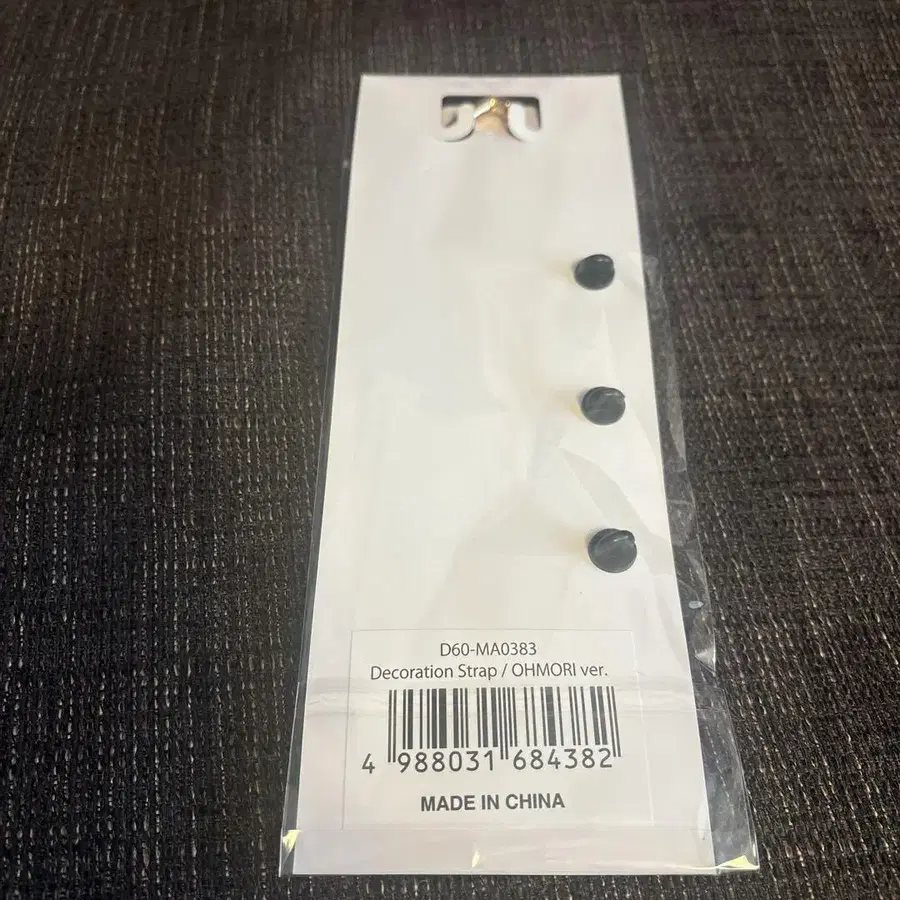 D60-MA0383
Decoration Strap / OHMORI ver.
4 988031 684382
MADE IN CHINA